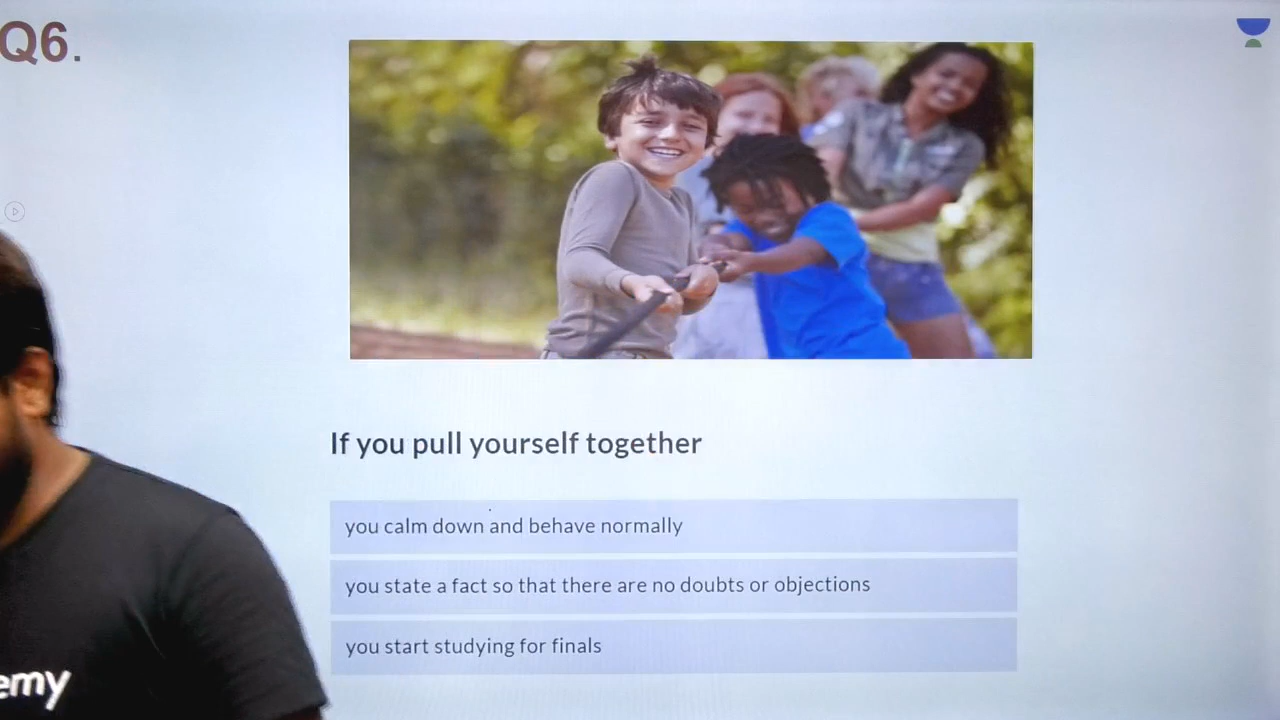 Q6.
If you pull yourself together
you calm down and behave normally
you state a fact so that there are no doubts or objections
you start studying for finals
emy